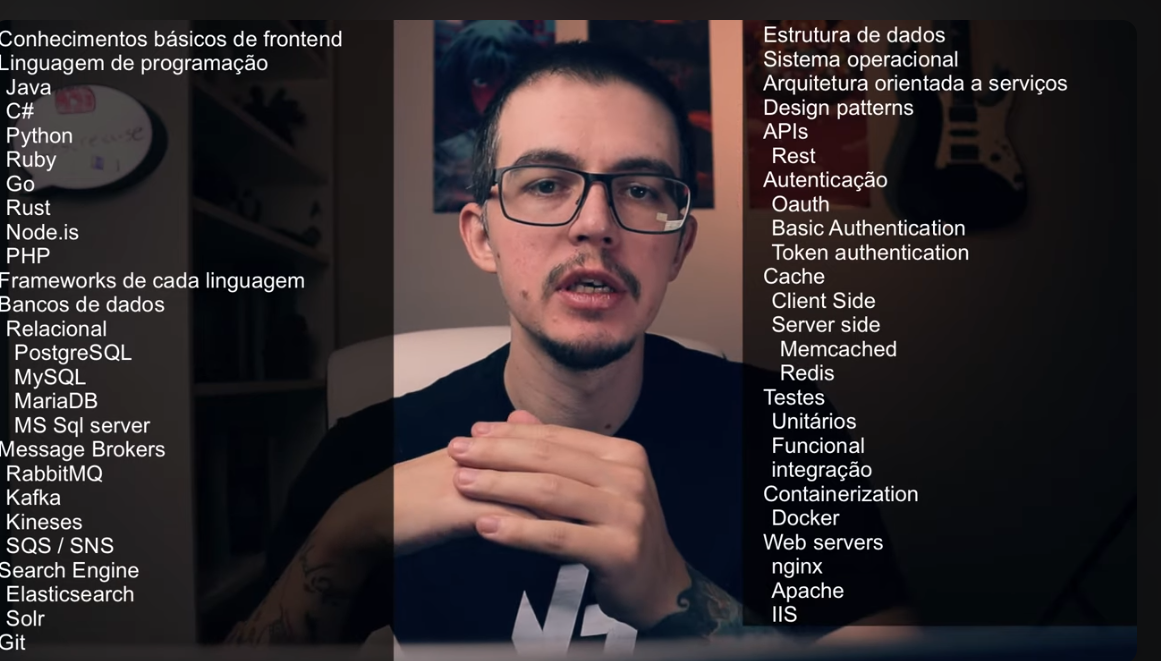 Conhecimentos básicos de frontend
Linguagem de programação
Java
C#
Python
Ruby
Go
Rust
Node.is
PHP
Frameworks de cada linguagem
Bancos de dados
Relacional
PostgreSQL
MySQL
MariaDB
MS Sql server
Message Brokers
RabbitMQ
Kafka
Kineses
SQS / SNS
Search Engine
Elasticsearch
Solr
Git
Estrutura de dados
Sistema operacional
Arquitetura orientada a serviços
Design patterns
APIs
Rest
Autenticação
Oauth
Basic Authentication
Token authentication
Cache
Client Side
Server side
Memcached
Redis
Testes
Unitários
Funcional
integração
Containerization
Docker
Web servers
nginx
Apache
IIS